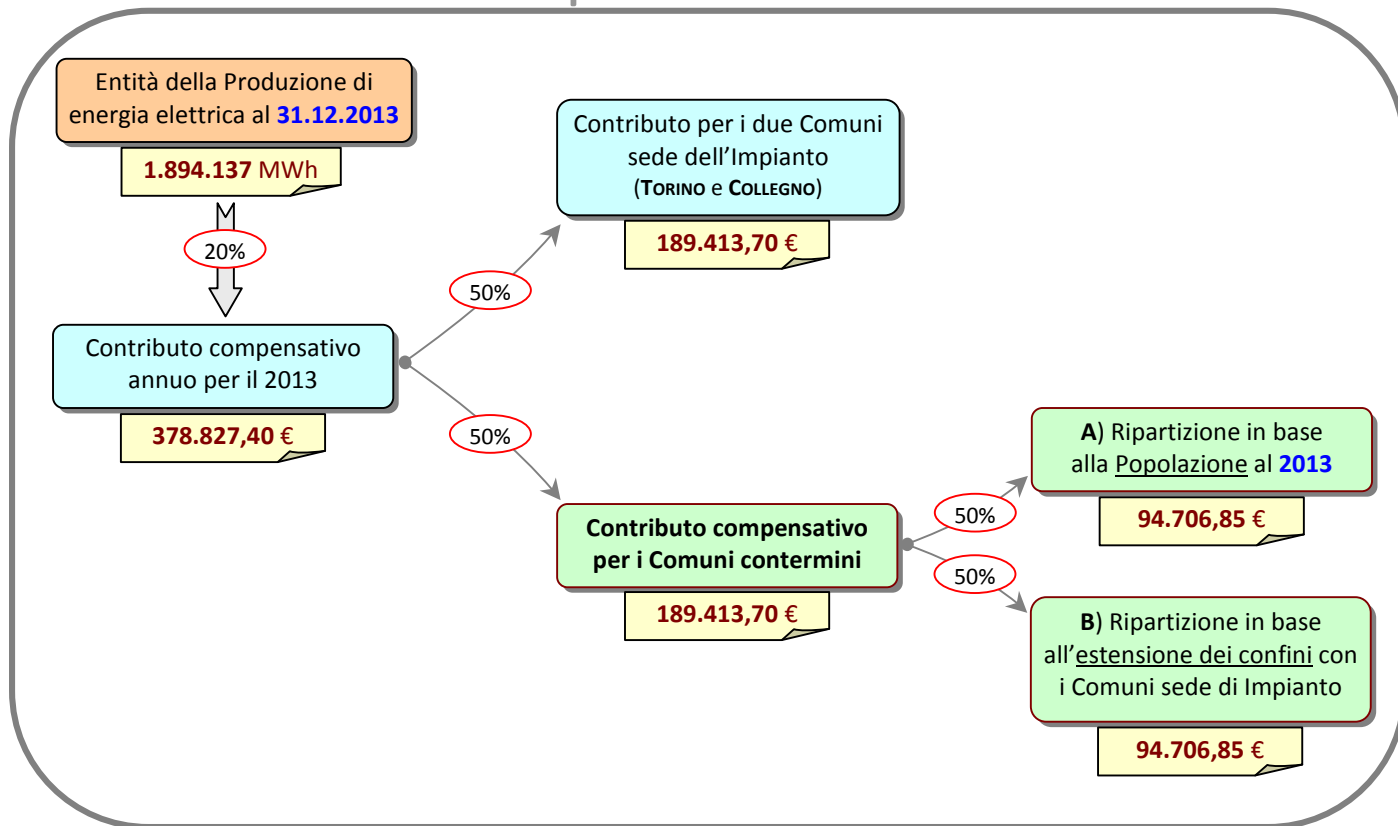 Entità della Produzione di
energia elettrica al 31.12.2013
1.894.137 MWh
20%
Contributo compensativo
annuo per il 2013
378.827,40 €
50%
Contributo per i due Comuni
sede dell’Impianto
(TORINO e COLLEGNO)
189.413,70 €
50%
Contributo compensativo
per i Comuni contermini
189.413,70 €
50%
A) Ripartizione in base
alla Popolazione al 2013
94.706,85 €
50%
B) Ripartizione in base
all’estensione dei confini con
i Comuni sede di Impianto
94.706,85 €